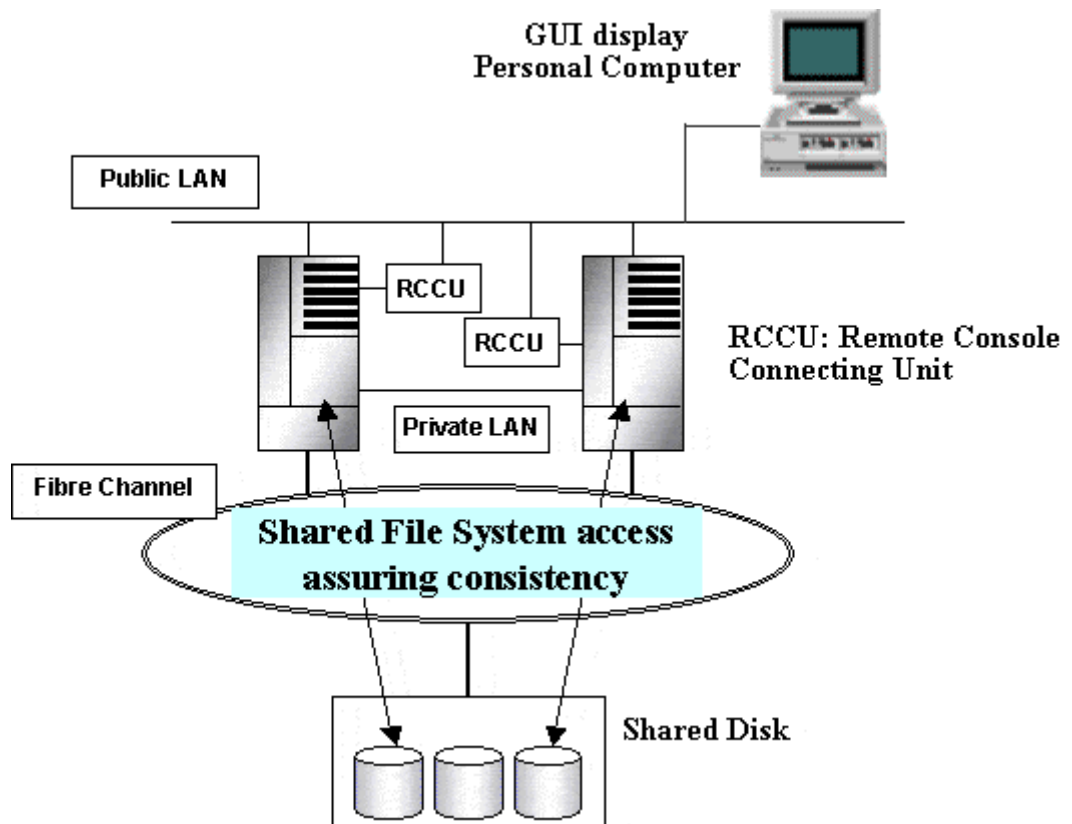 GUI display
Personal Computer
Public LAN
RCCU
RCCU
RCCU: Remote Console
Connecting Unit
Private LAN
Fibre Channel
Shared File System access
assuring consistency
Shared Disk